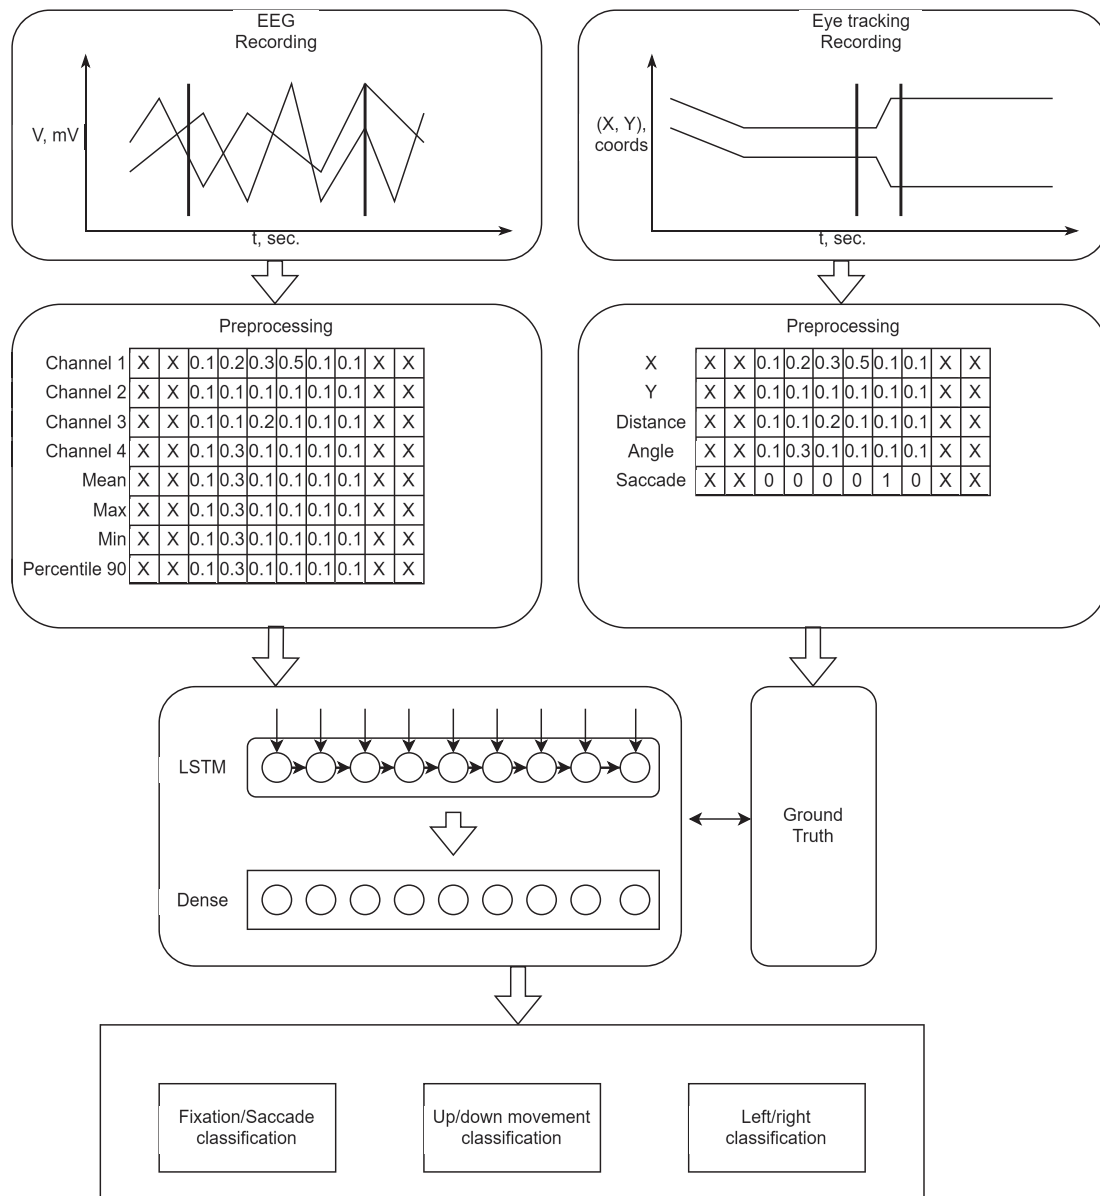 EEG
Recording
V, mV
t, sec.
Eye tracking
Recording
(X, Y),
coords
t, sec.
Preprocessing
Channel 1 X X 0.1 0.2 0.3 0.5 0.1 0.1 X X
Channel 2 X X 0.1 0.1 0.1 0.1 0.1 0.1 X X
Channel 3 X X 0.1 0.1 0.2 0.1 0.1 0.1 X X
Channel 4 X X 0.1 0.3 0.1 0.1 0.1 0.1 X X
Mean X X 0.1 0.3 0.1 0.1 0.1 0.1 X X
Max X X 0.1 0.3 0.1 0.1 0.1 0.1 X X
Min X X 0.1 0.3 0.1 0.1 0.1 0.1 X X
Percentile 90 X X 0.1 0.3 0.1 0.1 0.1 0.1 X X
Preprocessing
X X X 0.1 0.2 0.3 0.5 0.1 0.1 X X
Y X X 0.1 0.1 0.1 0.1 0.1 0.1 X X
Distance X X 0.1 0.1 0.2 0.1 0.1 0.1 X X
Angle X X 0.1 0.3 0.1 0.1 0.1 0.1 X X
Saccade X X 0 0 0 0 1 0 X X
LSTM
Dense
Ground
Truth
Fixation/Saccade
classification
Up/down movement
classification
Left/right
classification